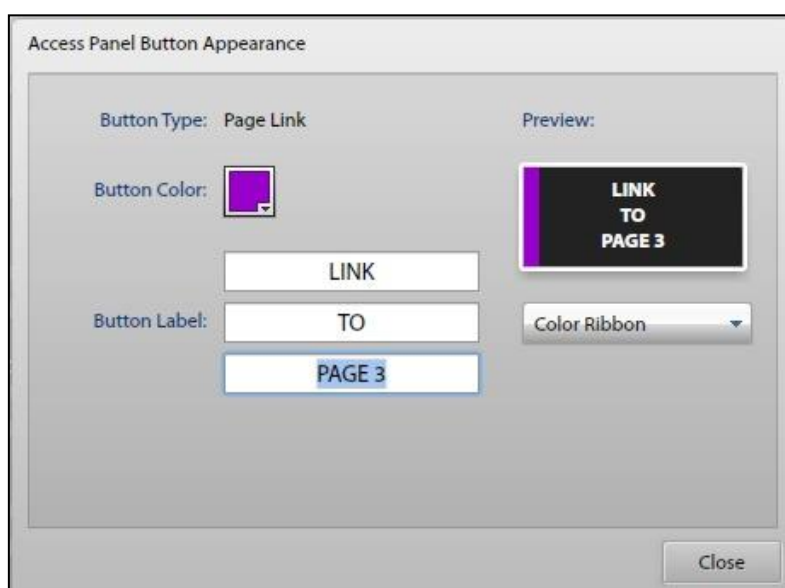 Access Panel Button Appearance
Button Type: Page Link
Preview:
Button Color:
LINK
TO
PAGE 3
LINK
Button Label: TO
PAGE 3
Color Ribbon
Close